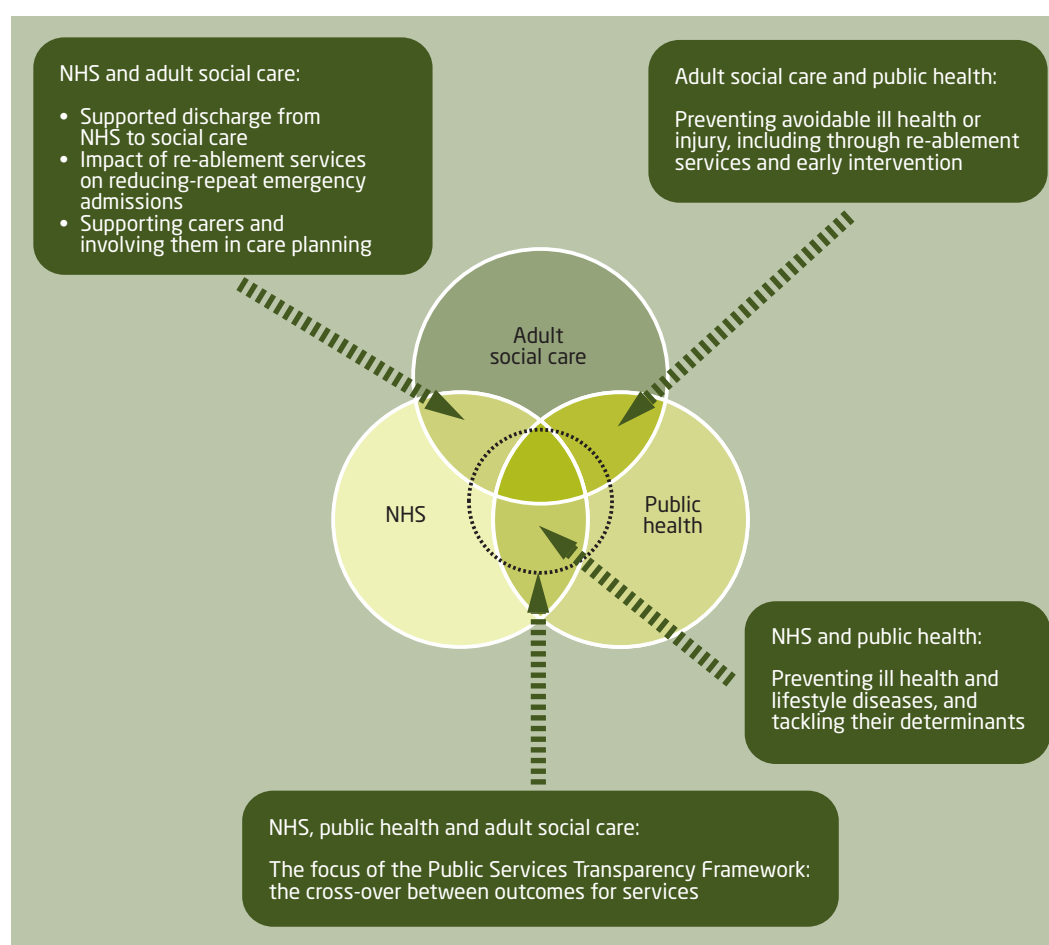 NHS and adult social care:
• Supported discharge from
NHS to social care
• Impact of re-ablement services
on reducing-repeat emergency
admissions
• Supporting carers and
involving them in care planning
Adult social care and public health:
Preventing avoidable ill health or
injury, including through re-ablement
services and early intervention
Adult
social care
NHS
Public
health
NHS and public health:
Preventing ill health and
lifestyle diseases, and
tackling their determinants
NHS, public health and adult social care:
The focus of the Public Services Transparency Framework:
the cross-over between outcomes for services